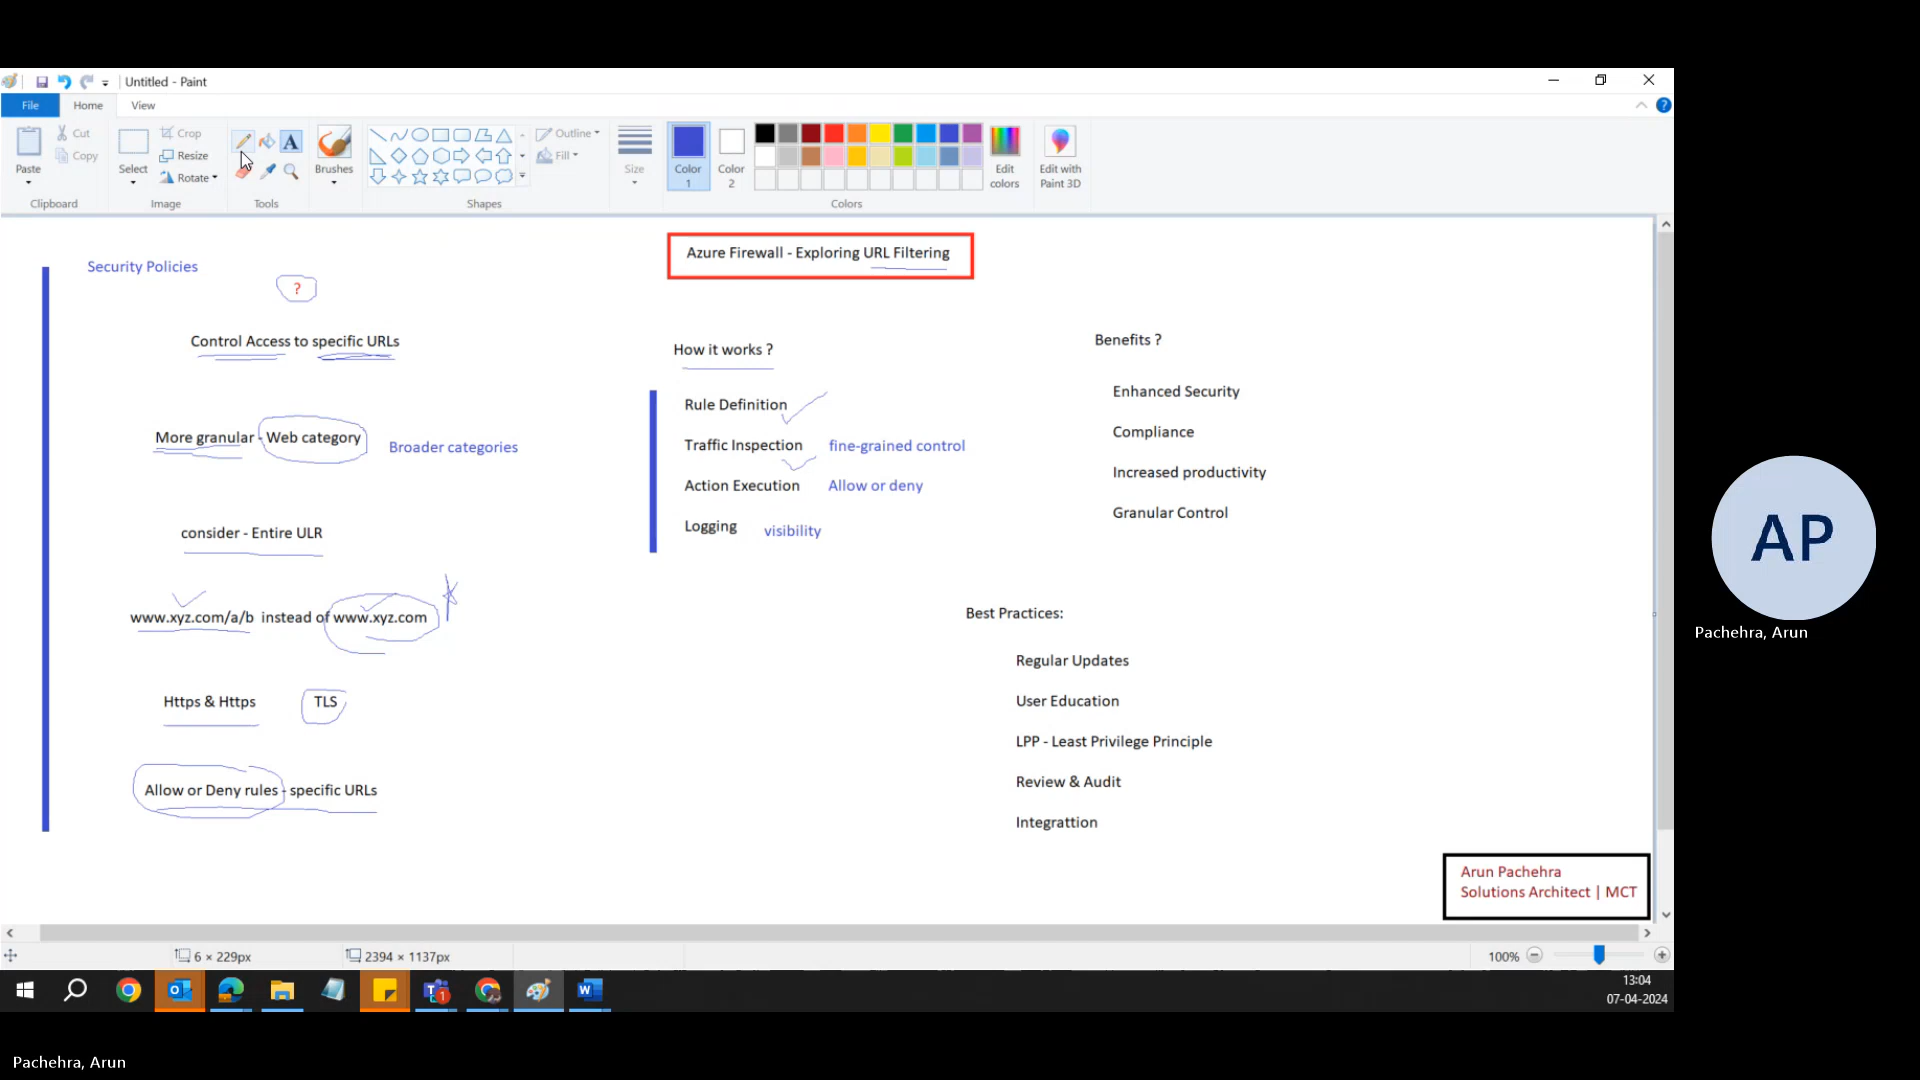 Untitled - Paint
File
Home
View
Paste
Cut
Copy
Clipboard
Select
Crop
Resize
Rotate
Image
A
Tools
Brushes
Shapes
Outline
Fill
Size
Color
1
Color
2
Edit
colors
Colors
Edit with
Paint 3D
?
Azure Firewall - Exploring URL Filtering
Security Policies
?
Control Access to specific URLs
More granular - Web category
Broader categories
consider - Entire ULR
www.xyz.com/a/b instead of www.xyz.com
Https & Https
TLS
Allow or Deny rules - specific URLs
How it works ?
Rule Definition
Traffic Inspection
fine-grained control
Action Execution
Allow or deny
Logging
visibility
Benefits ?
Enhanced Security
Compliance
Increased productivity
Granular Control
Best Practices:
Regular Updates
User Education
LPP - Least Privilege Principle
Review & Audit
Integrattion
Arun Pachehra
Solutions Architect | MCT
6 × 229px
2394 × 1137px
100%
13:04
07-04-2024
AP
Pachehra, Arun
Pachehra, Arun